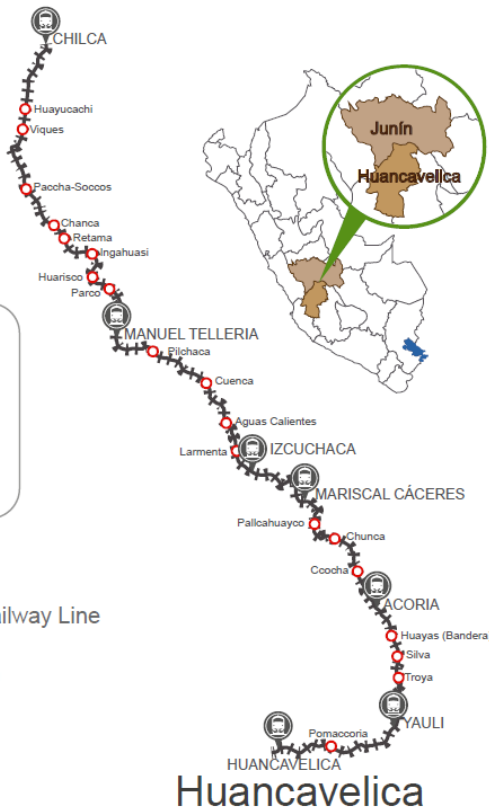 CHILCA
Huayucachi
Viques
Paccha-Soccos
Chanca
Retama
Ingahuasi
Huarisco
Parco
MANUEL TELLERIA
Pilchaca
Cuenca
Aguas Calientes
Larmenta
IZCUCHACA
MARISCAL CÁCERES
Pallcahuayco
Chunca
Ccocha
ACORIA
Huayas (Bandera
Silva
Troya
YAULI
Pomaccoria
HUANCAVELICA
Huancavelica
Junín
Huancavelica
ilway Line